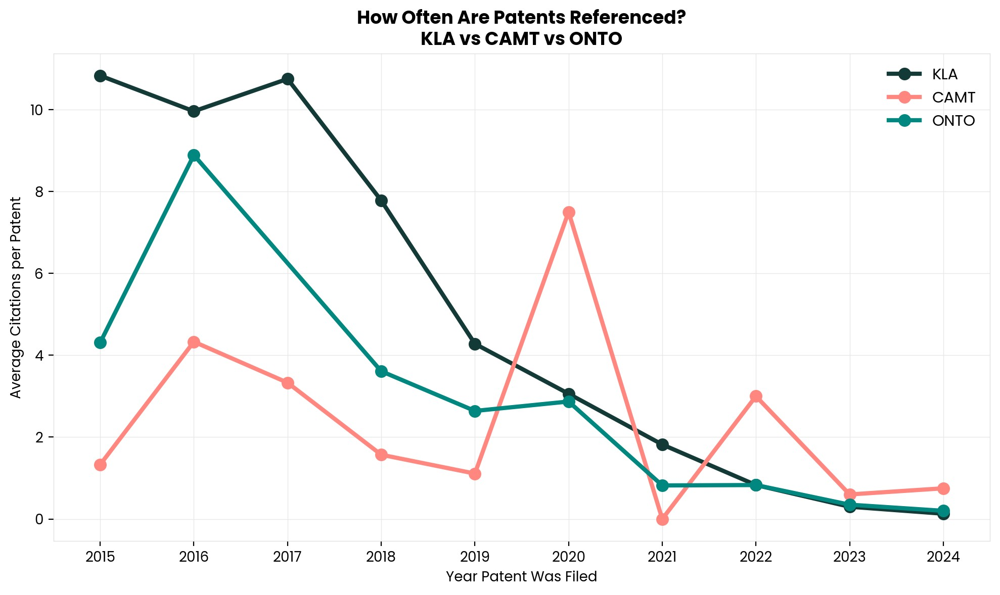 How Often Are Patents Referenced?
KLA vs CAMT vs ONTO
KLA
CAMT
ONTO
Average Citations per Patent
10
8
6
4
2
0
2015 2016 2017 2018 2019 2020 2021 2022 2023 2024
Year Patent Was Filed